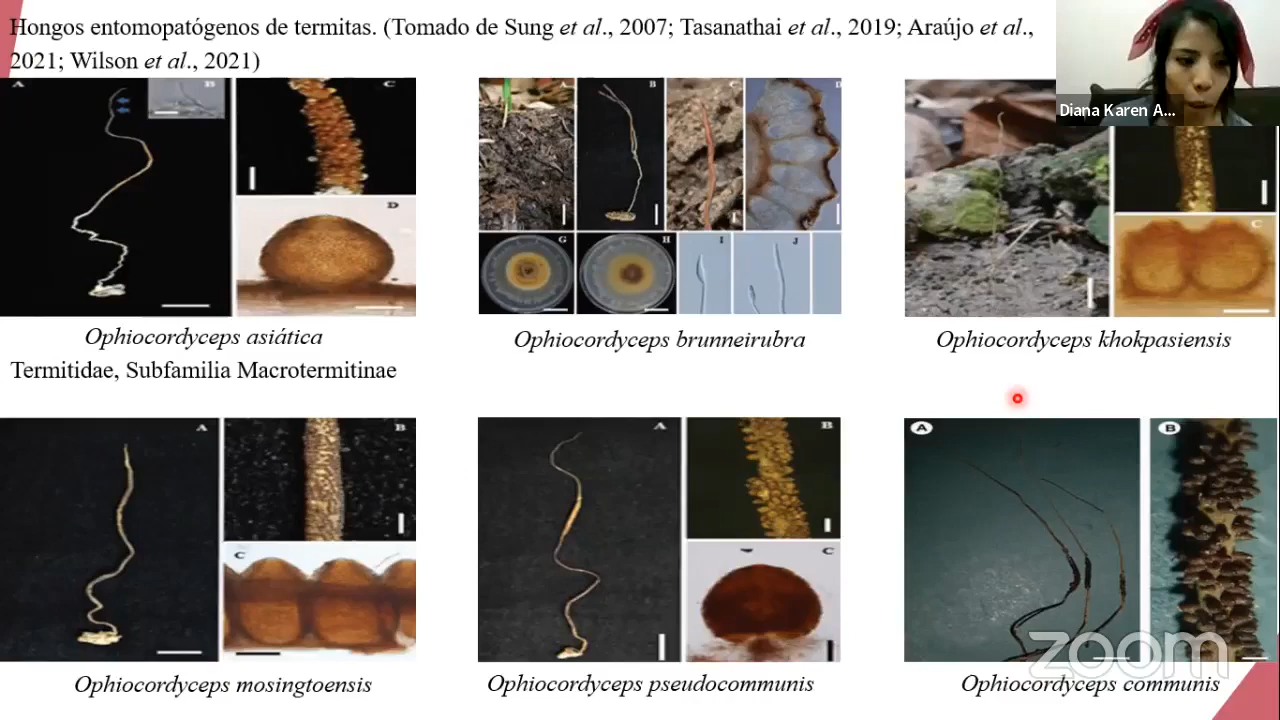 Hongos entomopatógenos de termitas. (Tomado de Sung et al., 2007; Tasanathai et al., 2019; Araújo et al.,
2021; Wilson et al., 2021)
Diana Karen A...
A
B
C
D
A
B
C
D
E
G
H
I
J
C
Ophiocordyceps asiática
Ophiocordyceps brunneirubra
Ophiocordyceps khokpasiensis
Termitidae, Subfamilia Macrotermitinae
A
B
C
A
B
C
A
B
zoom
Ophiocordyceps mosingtoensis
Ophiocordyceps pseudocommunis
Ophiocordyceps communis